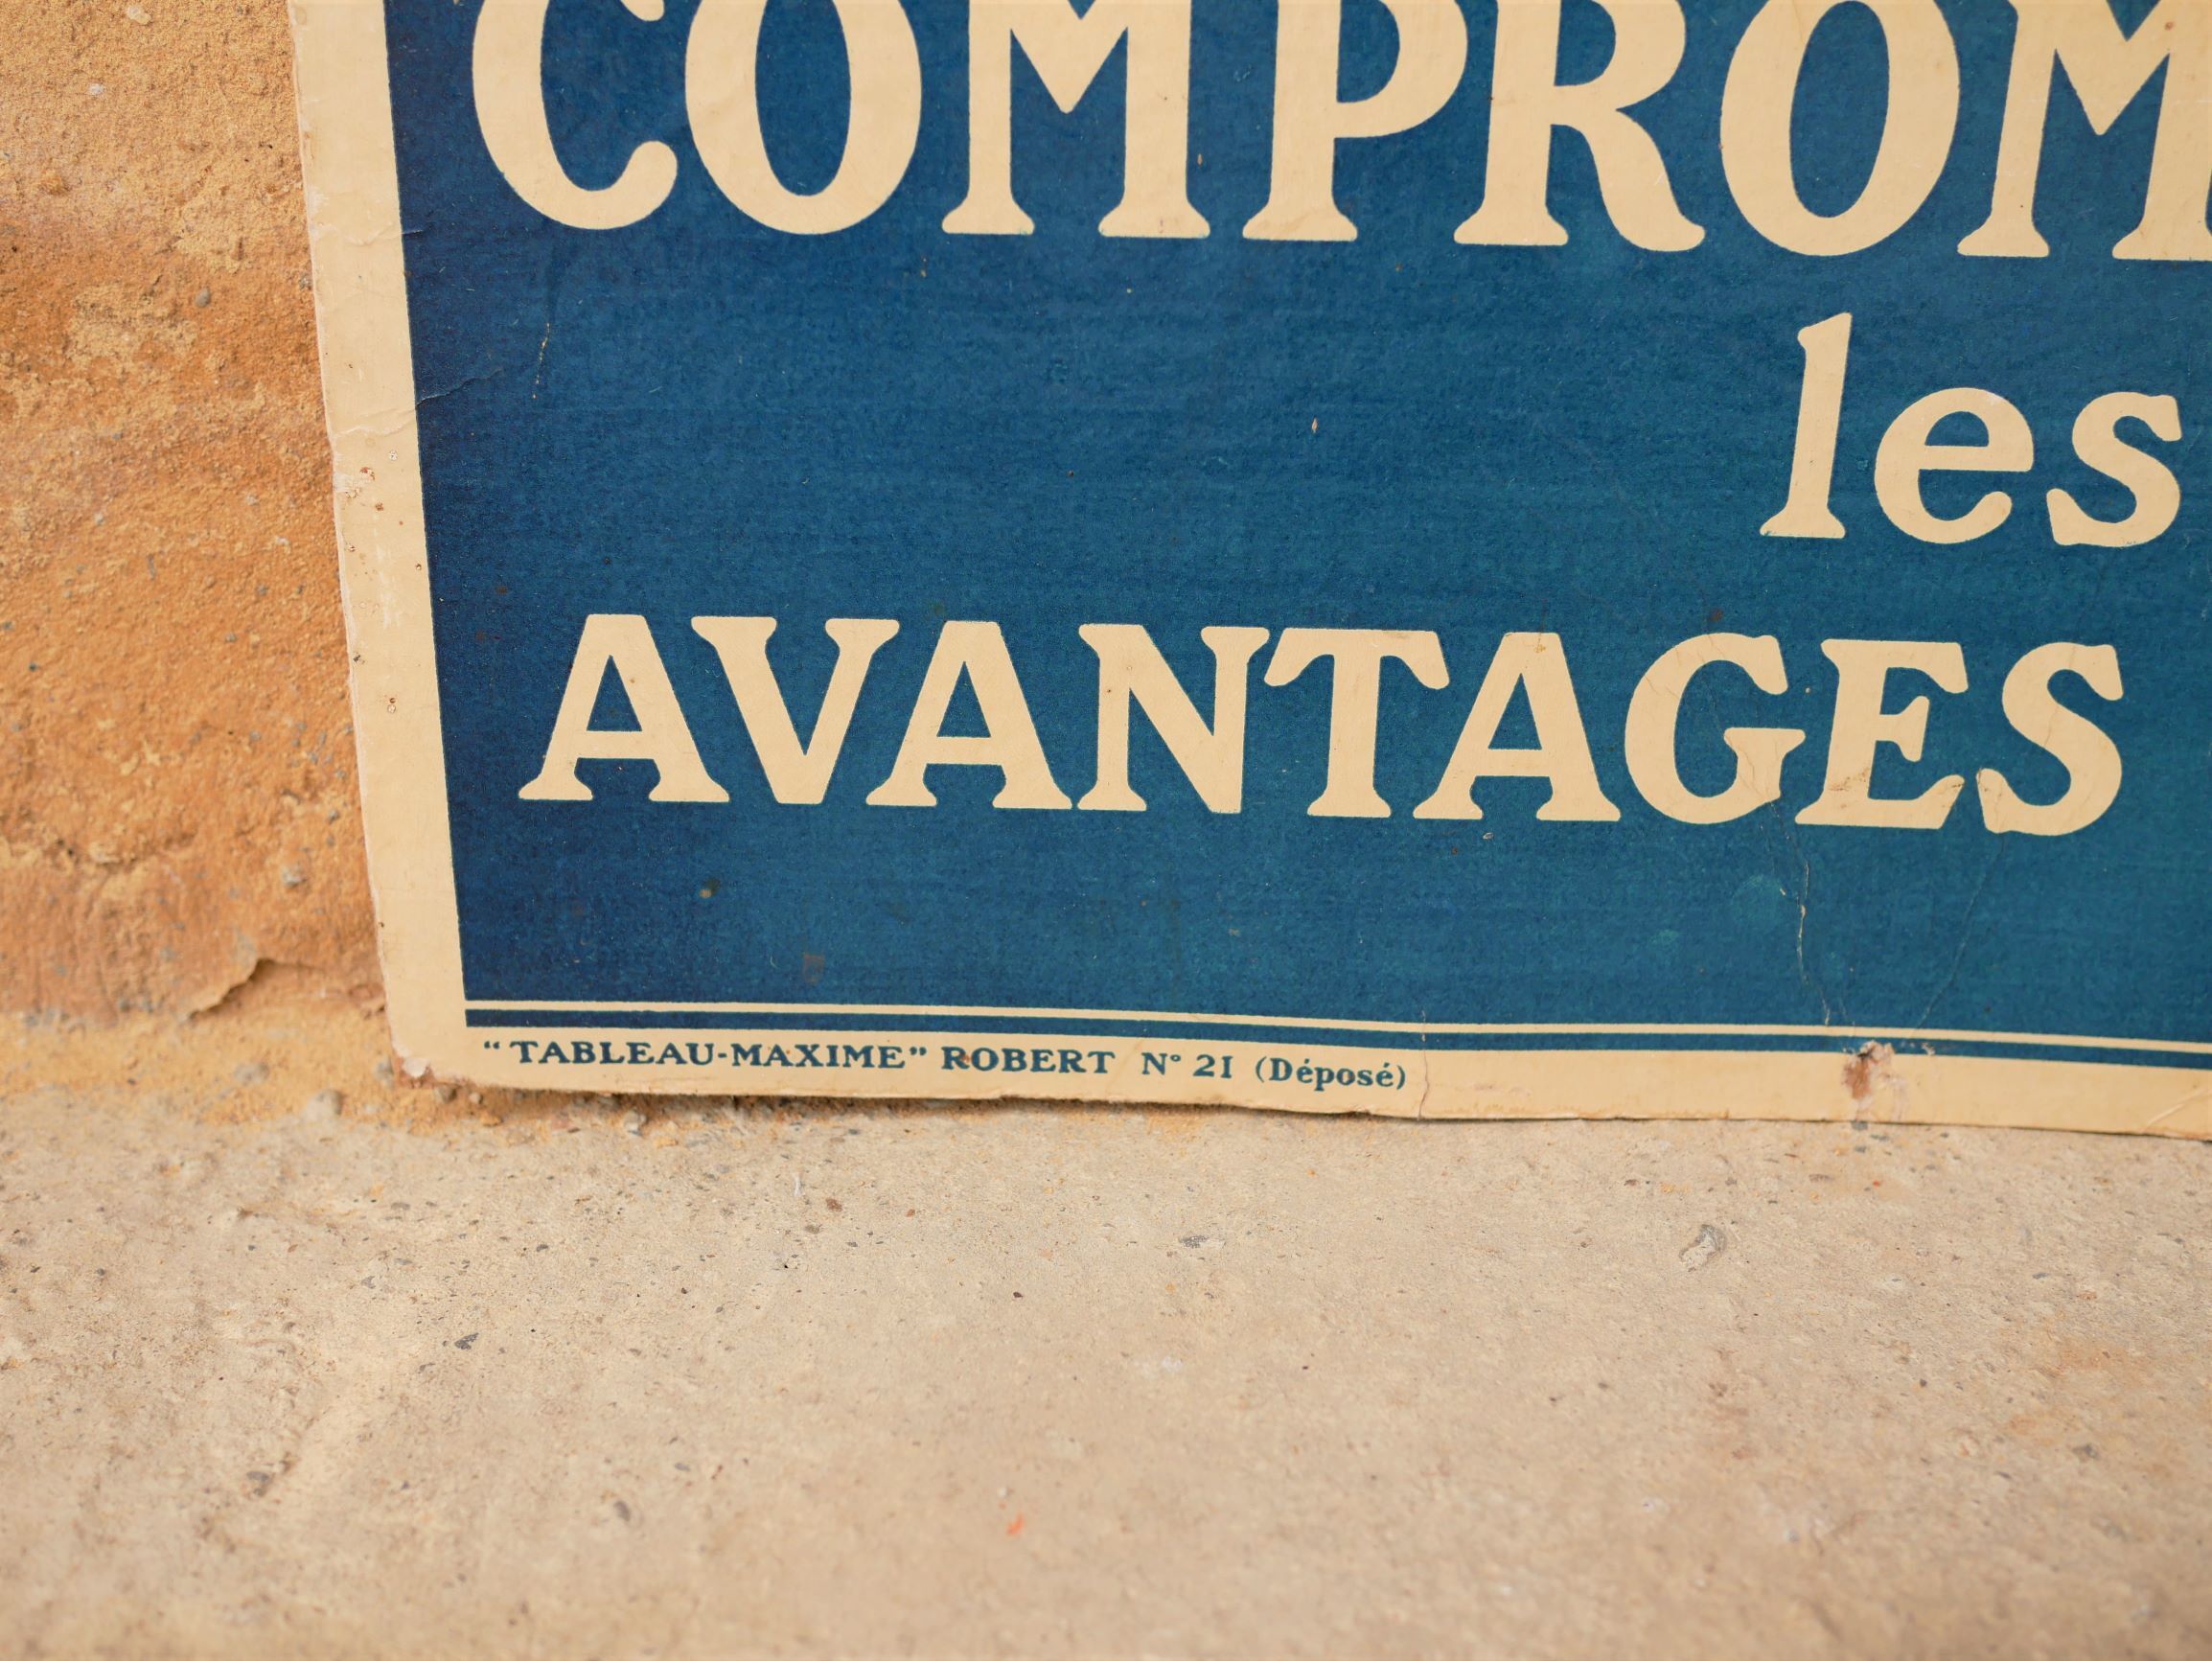 COMPROM
les
AVANTAGES
“TABLEAU-MAXIME” ROBERT N° 21 (Déposé)